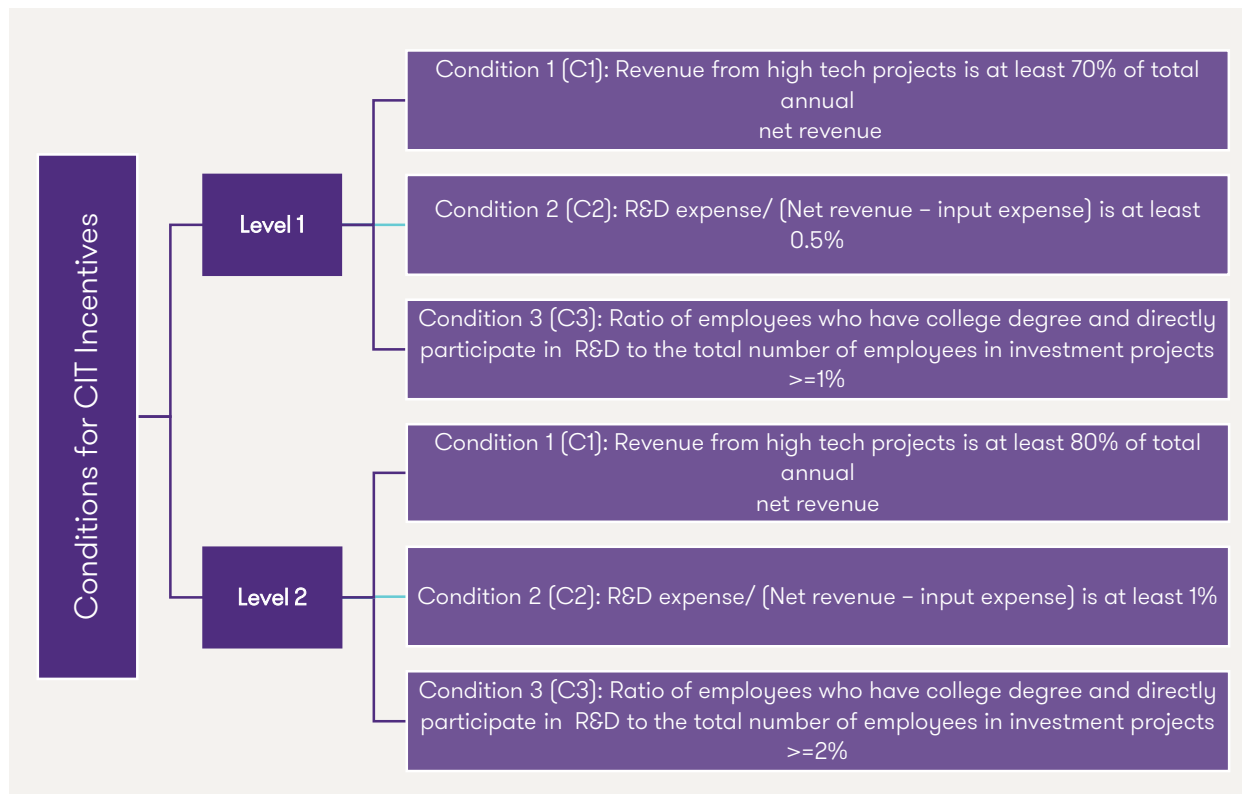 Conditions for CIT Incentives
Level 1
Condition 1 (C1): Revenue from high tech projects is at least 70% of total
annual
net revenue
Condition 2 (C2): R&D expense/ (Net revenue – input expense) is at least
0.5%
Condition 3 (C3): Ratio of employees who have college degree and directly
participate in  R&D to the total number of employees in investment projects
>=1%
Level 2
Condition 1 (C1): Revenue from high tech projects is at least 80% of total
annual
net revenue
Condition 2 (C2): R&D expense/ (Net revenue – input expense) is at least 1%
Condition 3 (C3): Ratio of employees who have college degree and directly
participate in  R&D to the total number of employees in investment projects
>=2%